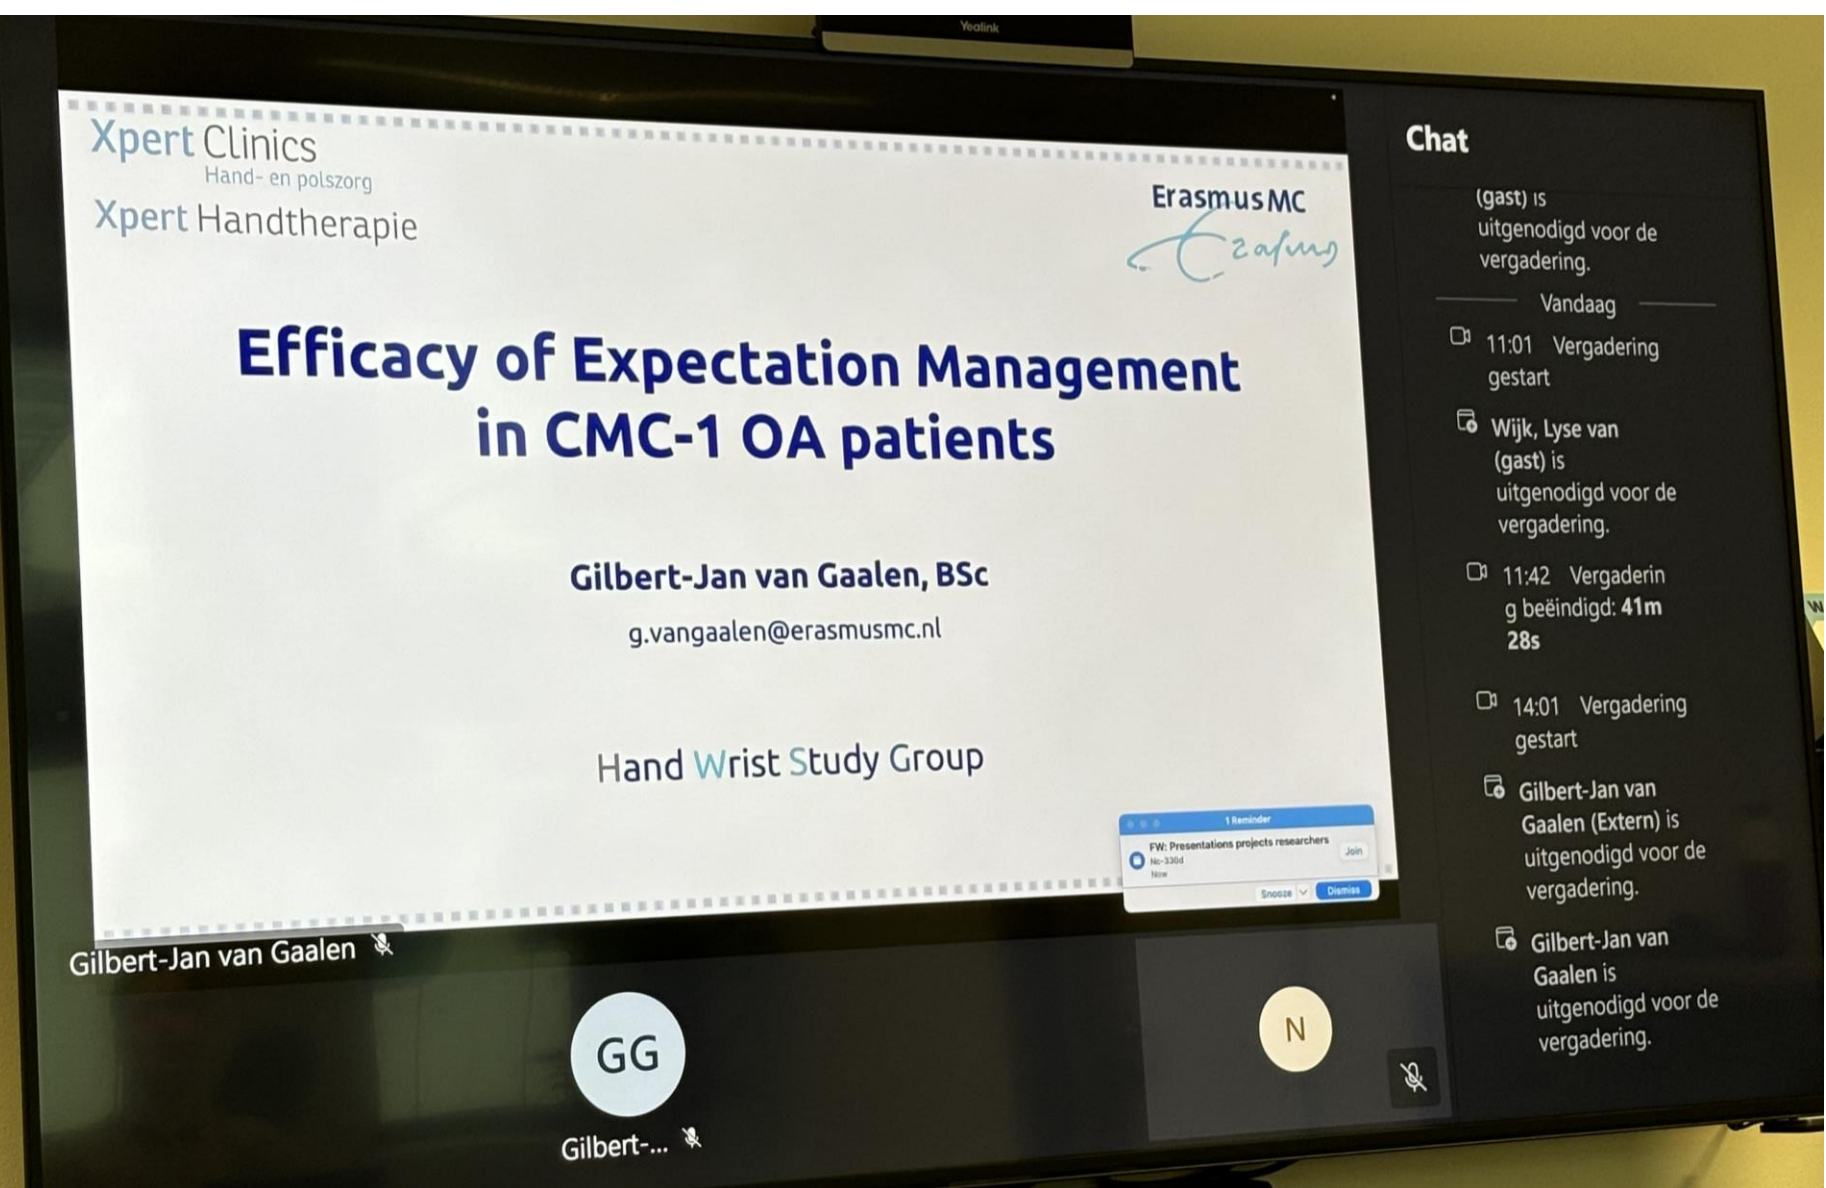 Yealink
Xpert Clinics
Hand- en polszorg
Xpert Handtherapie
Erasmus MC
Erasmus
Efficacy of Expectation Management
in CMC-1 OA patients
Gilbert-Jan van Gaalen, BSc
g.vangaalen@erasmusmc.nl
Hand Wrist Study Group
1 Reminder
FW: Presentations projects researchers
Nc-330d
Now
Join
Snooze
Dismiss
Gilbert-Jan van Gaalen
GG
Gilbert-...
N
Chat
(gast) is
uitgenodigd voor de
vergadering.
Vandaag
11:01 Vergadering
gestart
Wijk, Lyse van
(gast) is
uitgenodigd voor de
vergadering.
11:42 Vergaderin
g beëindigd: 41m
28s
14:01 Vergadering
gestart
Gilbert-Jan van
Gaalen (Extern) is
uitgenodigd voor de
vergadering.
Gilbert-Jan van
Gaalen is
uitgenodigd voor de
vergadering.
W